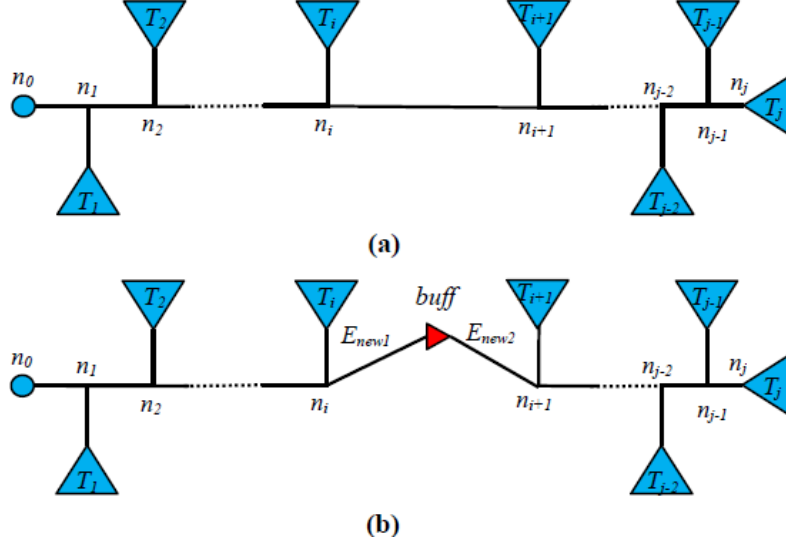 T2 Ti Ti+1 Tj-1
n0 n1 nj-2 nj
n2 ni ni+1 nj-1 Tj
T1 Tj-2
(a)
T2 Ti buff Ti+1 Tj-1
Enew1 Enew2
n0 n1 nj-2 nj
n2 ni ni+1 nj-1 Tj
T1 Tj-2
(b)